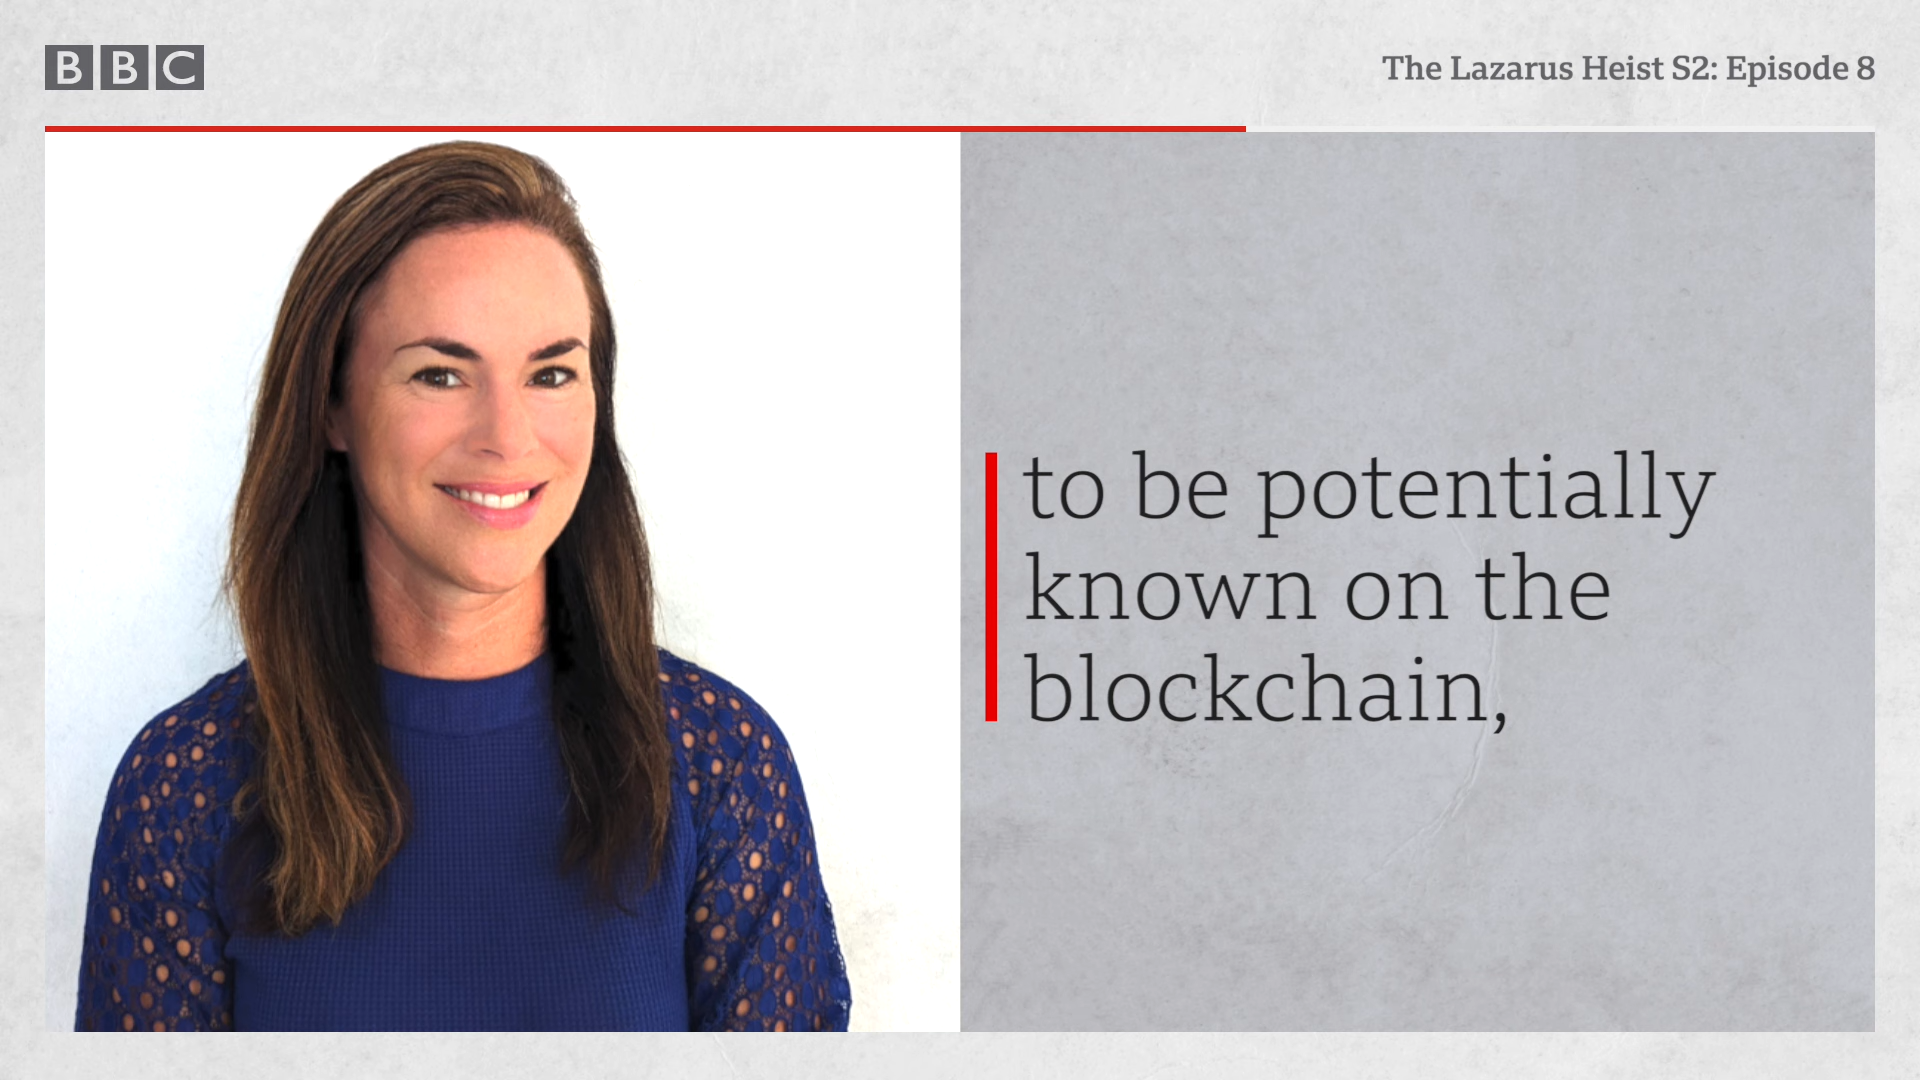 BBC
The Lazarus Heist S2: Episode 8
to be potentially
known on the
blockchain,